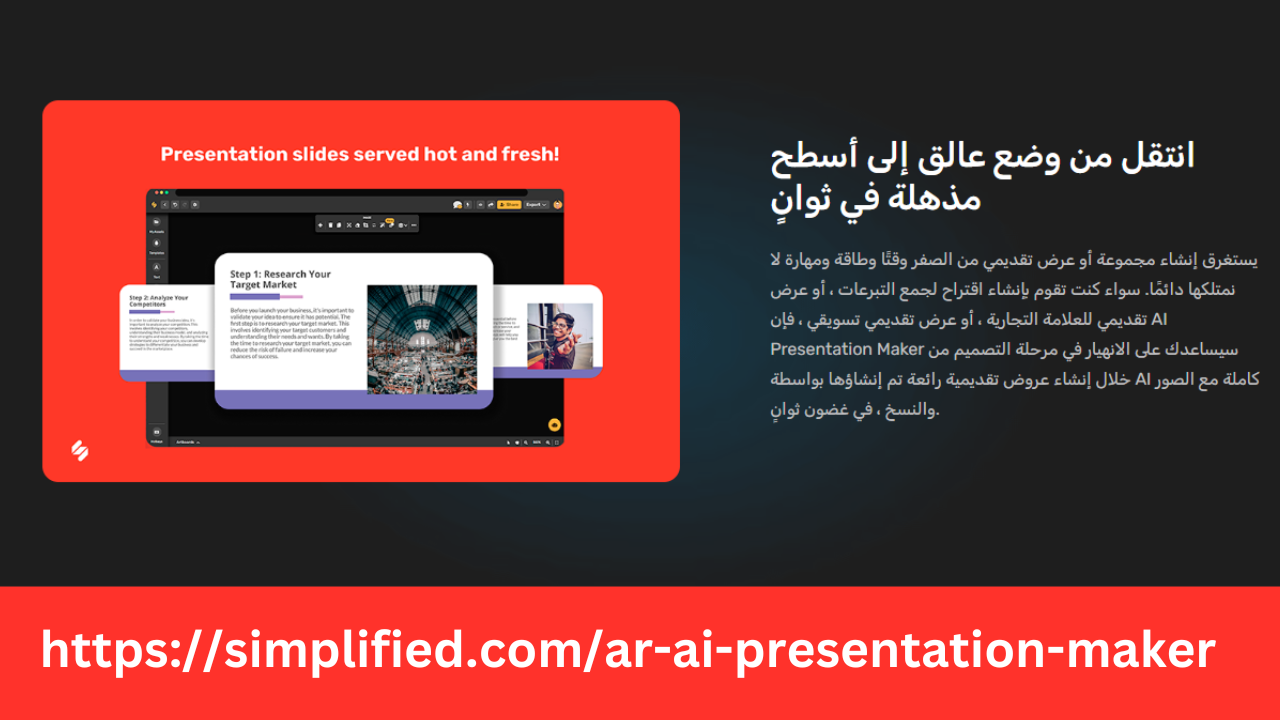 Presentation slides served hot and fresh!
Share
Export
Step 1: Research Your
Target Market
Before you launch your business, it's important to
validate your idea to ensure it has potential. The
first step is to research your target market. This
involves identifying your target customers and
understanding their needs and wants. By taking
the time to research your target market, you can
reduce the risk of failure and increase your
chances of success.
Step 2: Analyze Your
Competitors
انتقل من وضع عالق إلى أسطح
مذهلة في ثوانٍ
يستغرق إنشاء مجموعة أو عرض تقديمي من الصفر وقتًا وطاقة ومهارة لا
نمتلكها دائمًا. سواء كنت تقوم بإنشاء اقتراح لجمع التبرعات ، أو عرض
تقديمي للعلامة التجارية ، أو عرض تقديمي تسويقي ، فإن AI
Presentation Maker سيساعدك على الانهيار في مرحلة التصميم من
خلال إنشاء عروض تقديمية رائعة تم إنشاؤها بواسطة AI كاملة مع الصور
والنسخ ، في غضون ثوانٍ.
https://simplified.com/ar-ai-presentation-maker